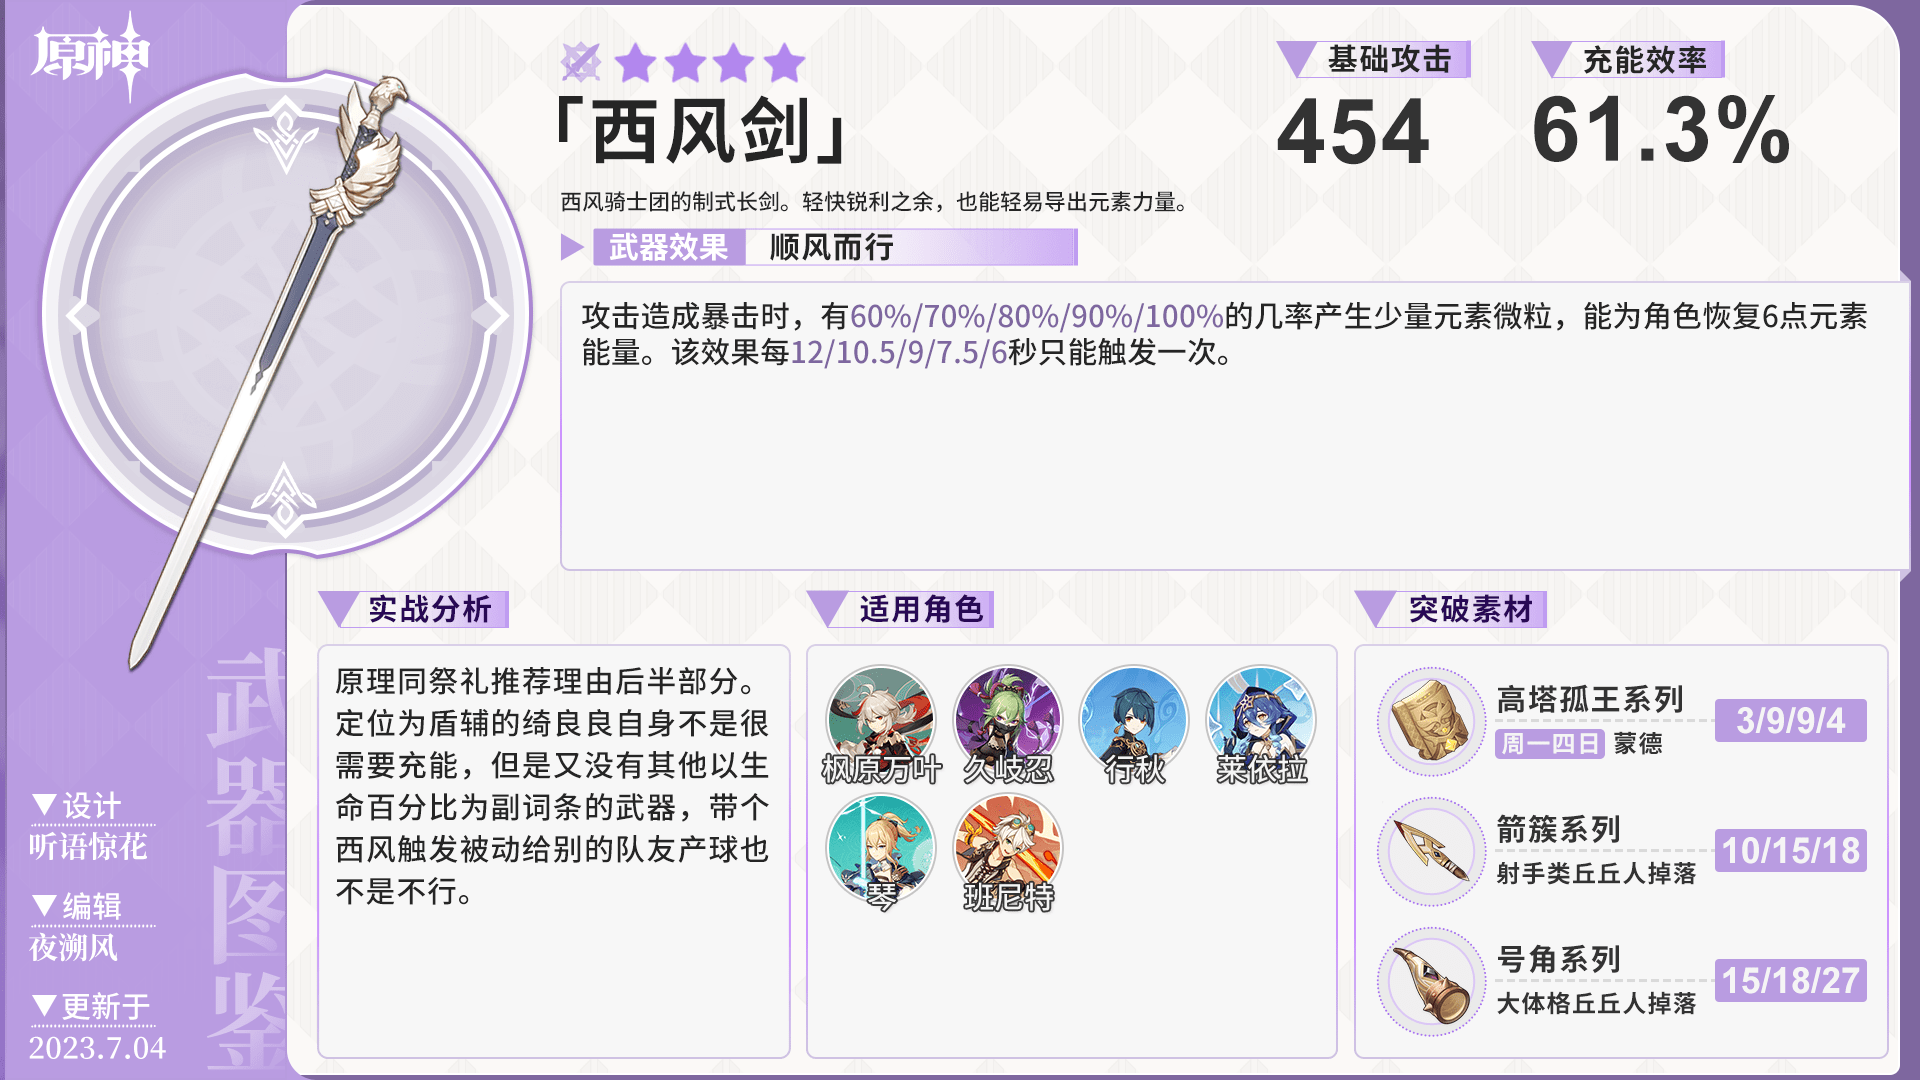 原神
「西风剑」
基础攻击
454
充能效率
61.3%
西风骑士团的制式长剑。轻快锐利之余，也能轻易导出元素力量。
武器效果 顺风而行
攻击造成暴击时，有60%/70%/80%/90%/100%的几率产生少量元素微粒，能为角色恢复6点元素
能量。该效果每12/10.5/9/7.5/6秒只能触发一次。
武器图鉴
▼设计
听语惊花
▼编辑
夜溯风
▼更新于
2023.7.04
实战分析
原理同祭礼推荐理由后半部分。
定位为盾辅的绮良良自身不是很
需要充能，但是又没有其他以生
命百分比为副词条的武器，带个
西风触发被动给别的队友产球也
不是不行。
适用角色
枫原万叶 久岐忍 行秋 莱依拉
琴 班尼特
突破素材
高塔孤王系列
周一四日 蒙德
3/9/9/4
箭簇系列
射手类丘丘人掉落
10/15/18
号角系列
大体格丘丘人掉落
15/18/27